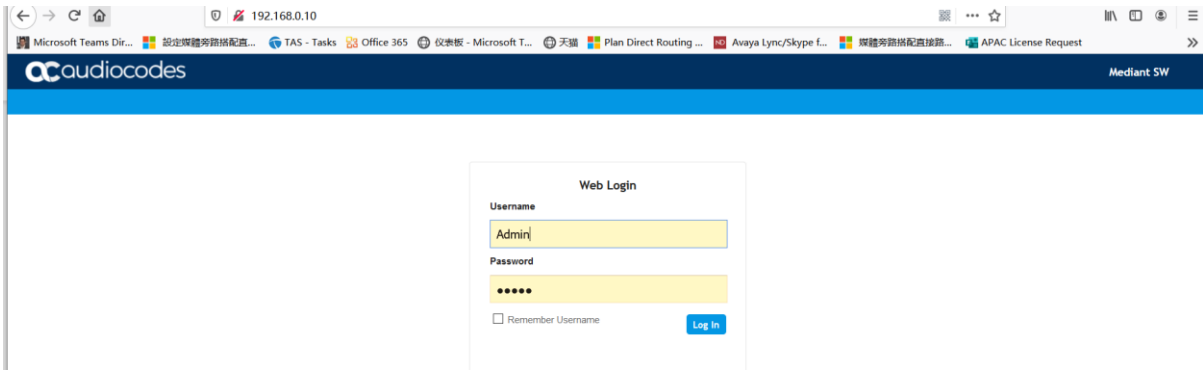 192.168.0.10
Microsoft Teams Dir... 設定媒體旁路搭配直... TAS - Tasks Office 365 仪表板 - Microsoft T... 天猫 Plan Direct Routing ... Avaya Lync/Skype f... 媒體旁路搭配直接路... APAC License Request
audiocodes Mediant SW
Web Login
Username
Admin
Password
Remember Username Log In